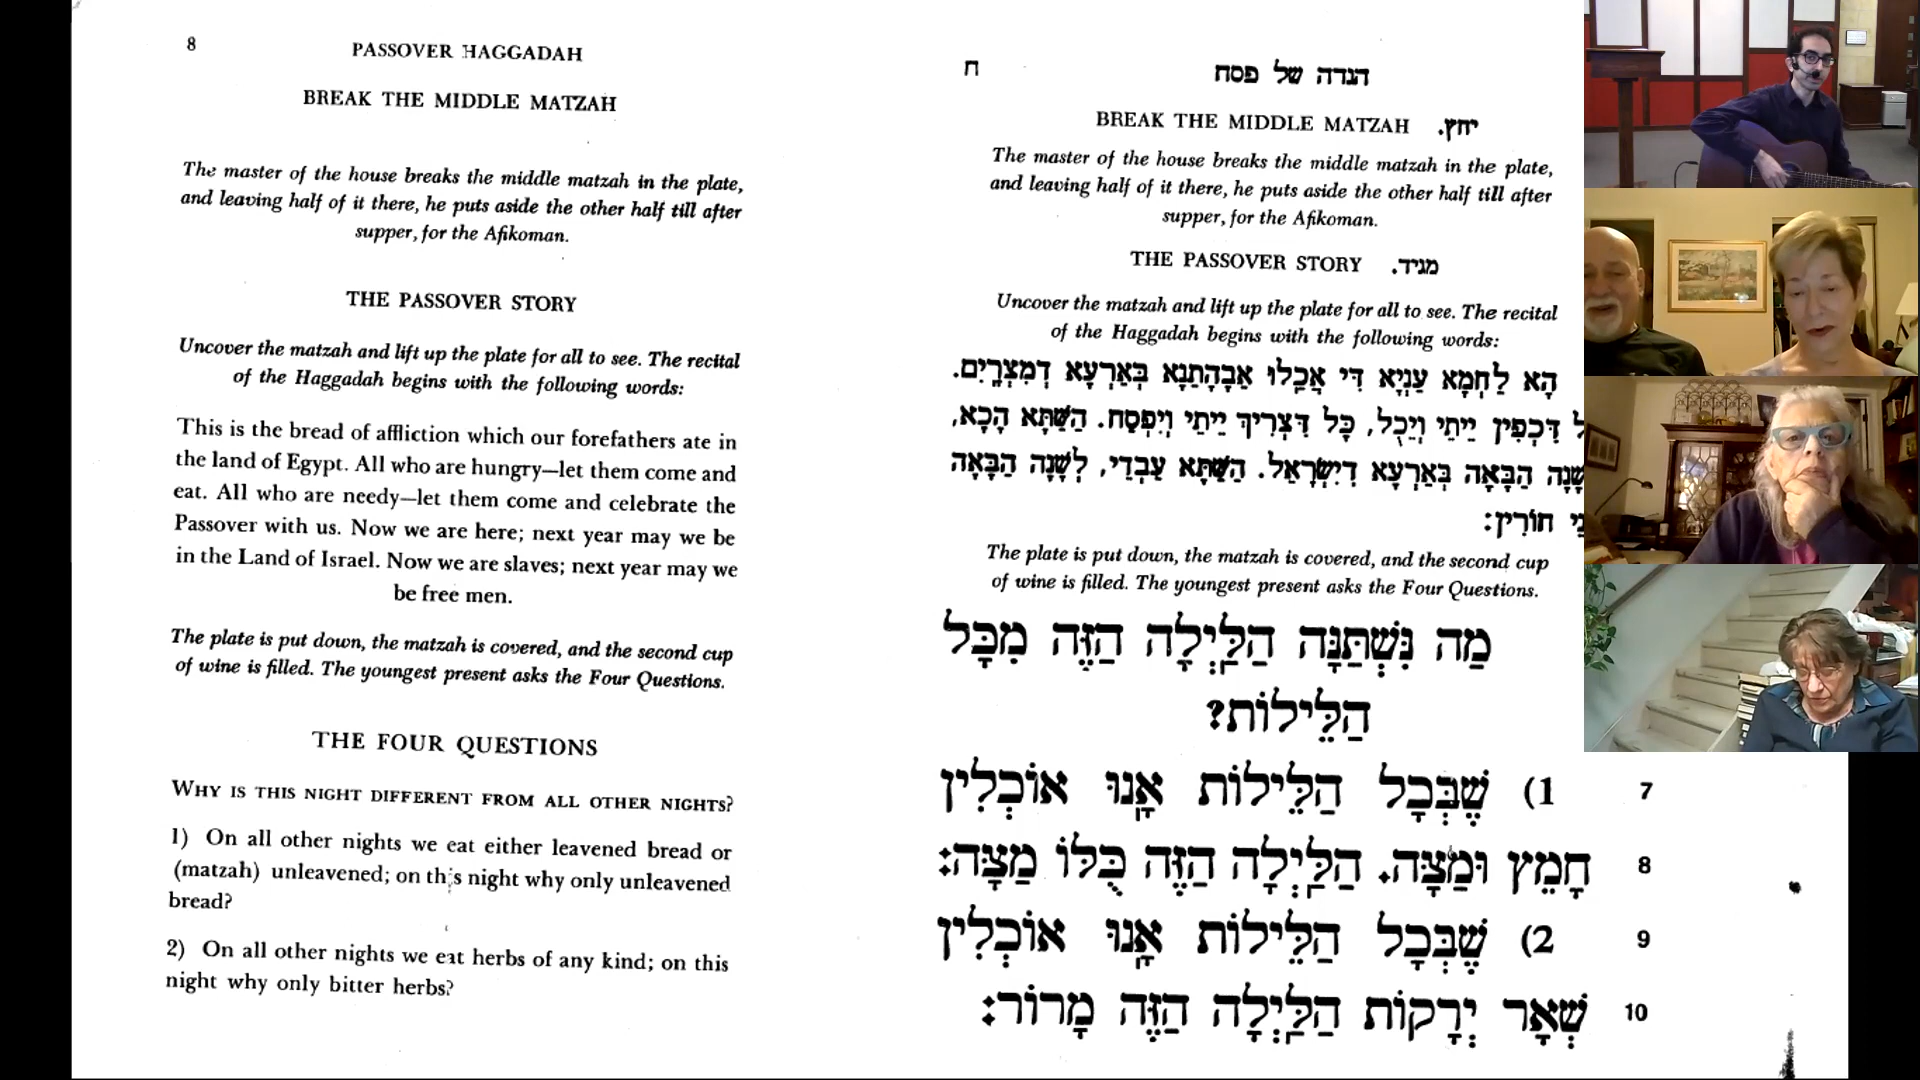 8
PASSOVER HAGGADAH
BREAK THE MIDDLE MATZAH
The master of the house breaks the middle matzah in the plate,
and leaving half of it there, he puts aside the other half till after
supper, for the Afikoman.
THE PASSOVER STORY
Uncover the matzah and lift up the plate for all to see. The recital
of the Haggadah begins with the following words:
This is the bread of affliction which our forefathers ate in
the land of Egypt. All who are hungry—let them come and
eat. All who are needy—let them come and celebrate the
Passover with us. Now we are here; next year may we be
in the Land of Israel. Now we are slaves; next year may we
be free men.
The plate is put down, the matzah is covered, and the second cup
of wine is filled. The youngest present asks the Four Questions.
THE FOUR QUESTIONS
WHY IS THIS NIGHT DIFFERENT FROM ALL OTHER NIGHTS?
1) On all other nights we eat either leavened bread or
(matzah) unleavened; on this night why only unleavened
bread?
2) On all other nights we eat herbs of any kind; on this
night why only bitter herbs?
ח
הגדה של פסח
BREAK THE MIDDLE MATZAH יחץ.
The master of the house breaks the middle matzah in the plate,
and leaving half of it there, he puts aside the other half till after
supper, for the Afikoman.
THE PASSOVER STORY מגיד.
Uncover the matzah and lift up the plate for all to see. The recital
of the Haggadah begins with the following words:
הָא לַחְמָא עַנְיָא דִּי אֲכָלוּ אַבָהָתַנָא בְּאַרְעָא דְמִצְרָיִם.
דִּכְפִין יֵיתֵי וְיֵכֻל, כָּל דִּצְרִיךְ יֵיתֵי וְיִפְסַח. הַשַּׁתָּא הָכָא,
שָׁנָה הַבָּאָה בְּאַרְעָא דְיִשְׂרָאֵל. הַשַּׁתָּא עַבְדֵי, לְשָׁנָה הַבָּאָה
חוֹרִין:
The plate is put down, the matzah is covered, and the second cup
of wine is filled. The youngest present asks the Four Questions.
מַה נִּשְׁתַּנָּה הַלַּיְלָה הַזֶּה מִכָּל
הַלֵּילוֹת?
1) שֶׁבְּכָל הַלֵּילוֹת אָנוּ אוֹכְלִין 7
חָמֵץ וּמַצָּה. הַלַּיְלָה הַזֶּה כֻּלּוֹ מַצָּה: 8
2) שֶׁבְּכָל הַלֵּילוֹת אָנוּ אוֹכְלִין 9
שְׁאָר יְרָקוֹת הַלַּיְלָה הַזֶּה מָרוֹר: 10